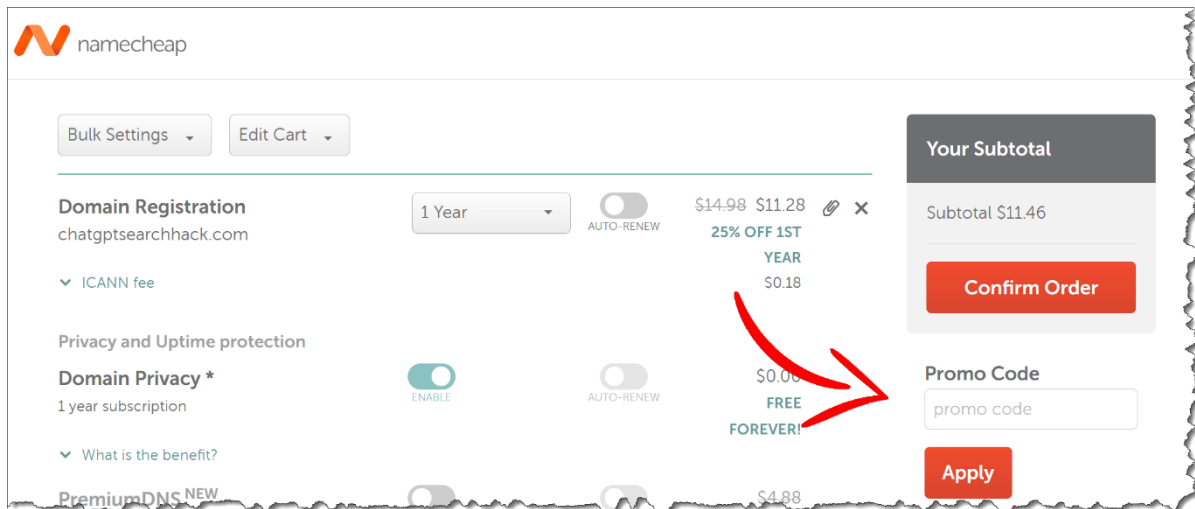 namecheap
Bulk Settings
Edit Cart
Your Subtotal
Domain Registration
1 Year
AUTO-RENEW
$14.98 $11.28
chatgptsearchhack.com
25% OFF 1ST
YEAR
Subtotal $11.46
ICANN fee
$0.18
Confirm Order
Privacy and Uptime protection
Domain Privacy *
ENABLE
AUTO-RENEW
$0.00
1 year subscription
FREE
FOREVER!
Promo Code
promo code
What is the benefit?
Apply
PremiumDNS NEW
$4.88